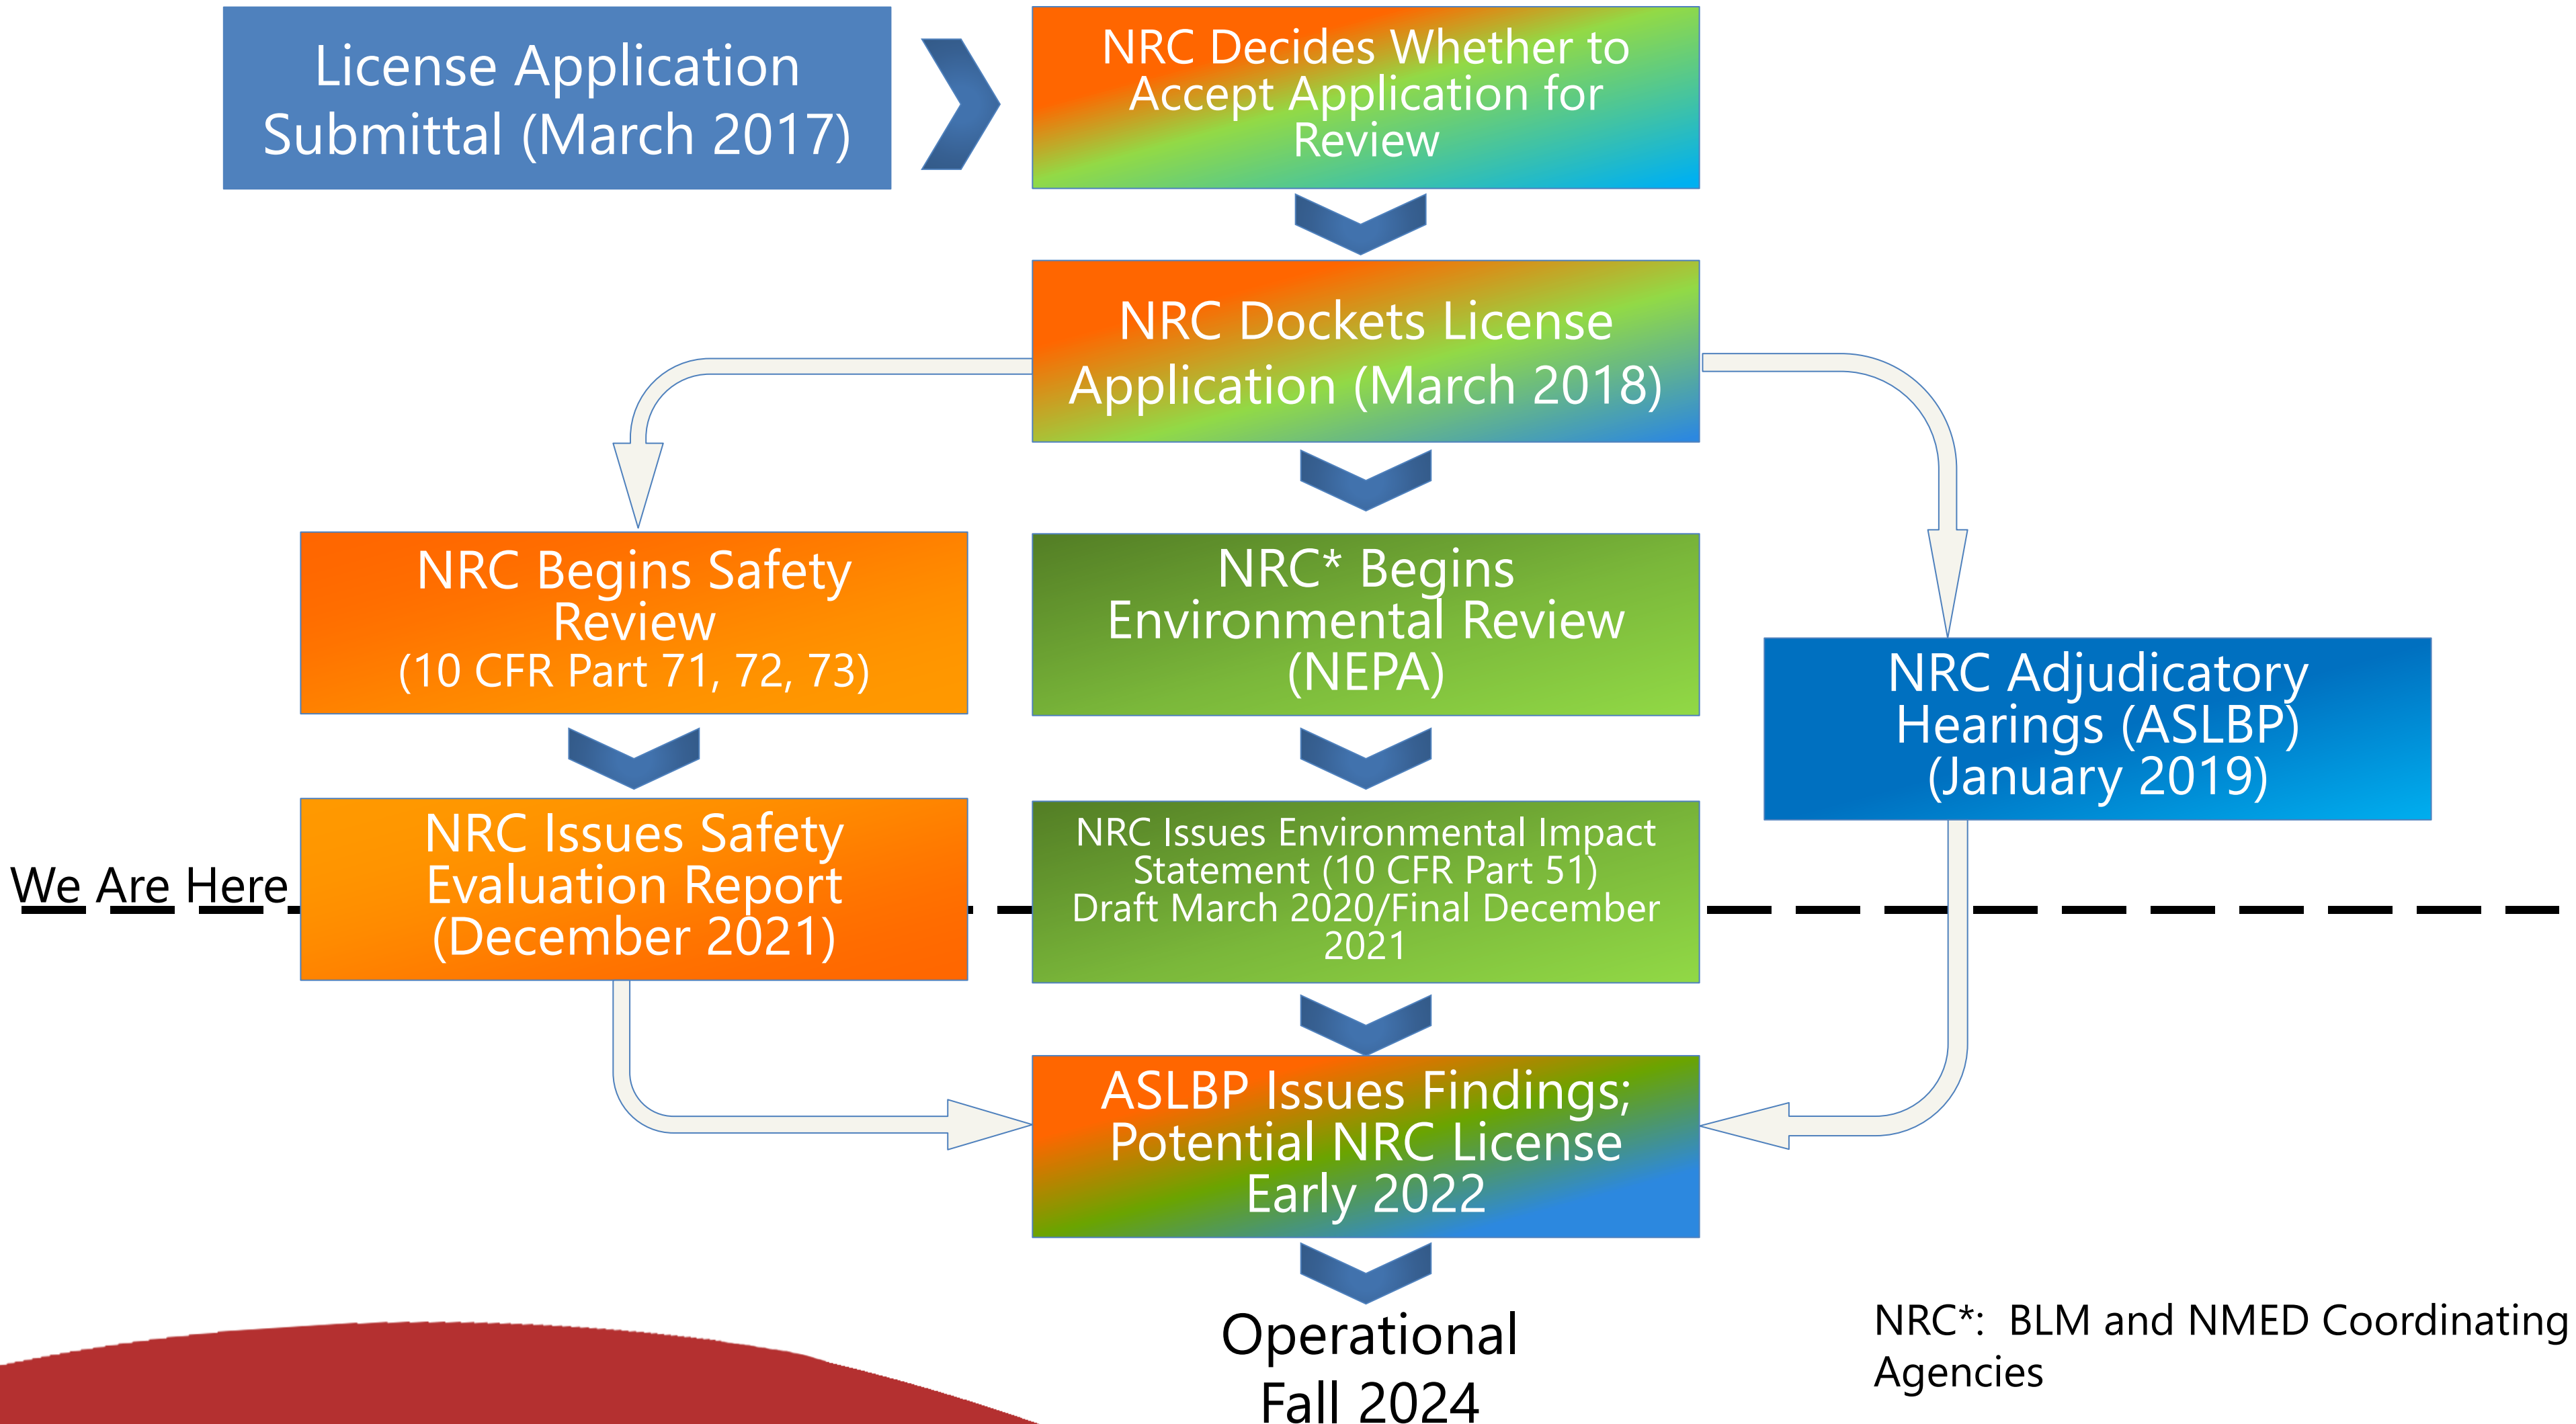 License Application
Submittal (March 2017)
NRC Decides Whether to
Accept Application for
Review
NRC Dockets License
Application (March 2018)
NRC Begins Safety
Review
(10 CFR Part 71, 72, 73)
NRC* Begins
Environmental Review
(NEPA)
NRC Adjudicatory
Hearings (ASLBP)
(January 2019)
We Are Here
NRC Issues Safety
Evaluation Report
(December 2021)
NRC Issues Environmental Impact
Statement (10 CFR Part 51)
Draft March 2020/Final December
2021
ASLBP Issues Findings;
Potential NRC License
Early 2022
Operational
Fall 2024
NRC*:  BLM and NMED Coordinating
Agencies